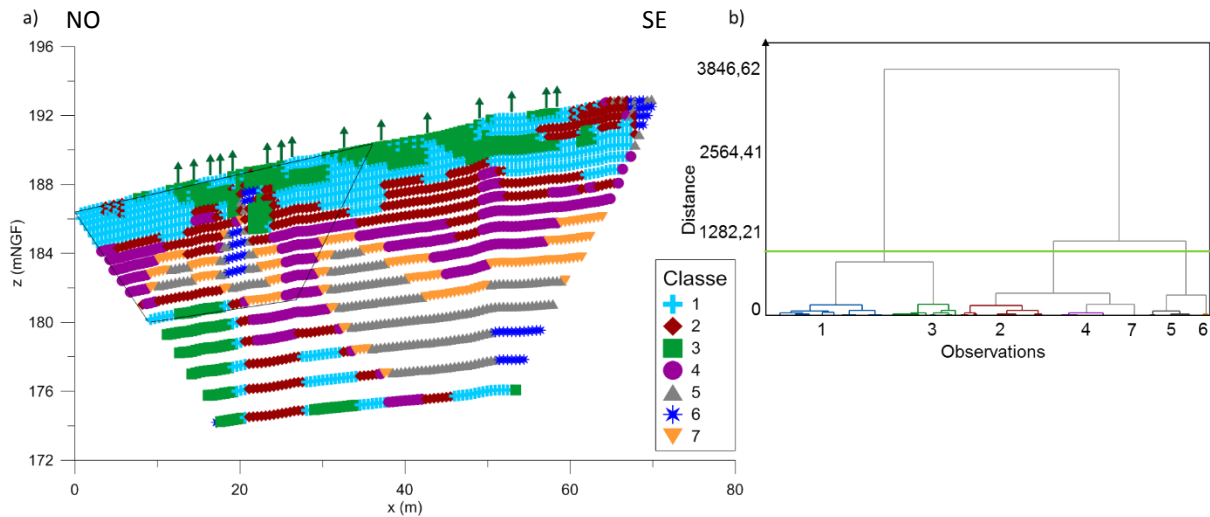 a) NO SE
196
192
188
184
180
176
172
z (mNGF)
0 20 40 60 80
x (m)
Classe
1
2
3
4
5
6
7
b)
3846,62
2564,41
1282,21
0
Distance
1 3 2 4 7 5 6
Observations